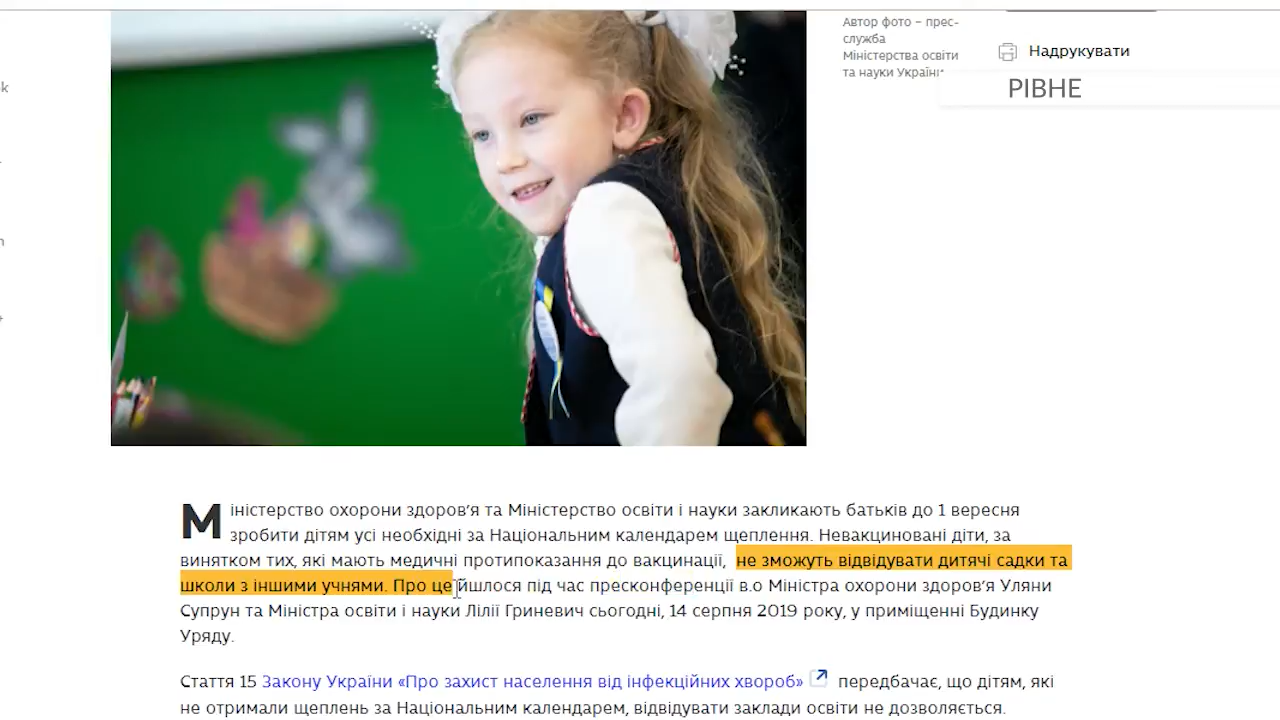 Автор фото – прес-
служба
Міністерства освіти
та науки України
Надрукувати
РІВНЕ
Міністерство охорони здоров’я та Міністерство освіти і науки закликають батьків до 1 вересня
зробити дітям усі необхідні за Національним календарем щеплення. Невакциновані діти, за
винятком тих, які мають медичні протипоказання до вакцинації, не зможуть відвідувати дитячі садки та
школи з іншими учнями. Про це йшлося під час пресконференції в.о Міністра охорони здоров’я Уляни
Супрун та Міністра освіти і науки Лілії Гриневич сьогодні, 14 серпня 2019 року, у приміщенні Будинку
Уряду.
Стаття 15 Закону України «Про захист населення від інфекційних хвороб» передбачає, що дітям, які
не отримали щеплень за Національним календарем, відвідувати заклади освіти не дозволяється.